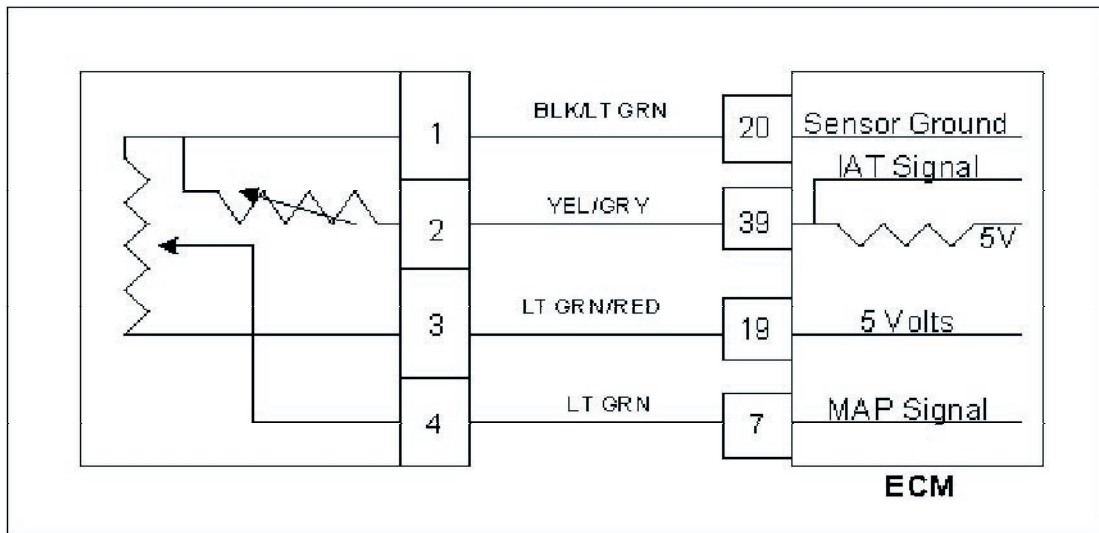 1 BLK/LT GRN 20 Sensor Ground
IAT Signal
2 YEL/GRY 39 5V
3 LT GRN/RED 19 5 Volts
4 LT GRN 7 MAP Signal
ECM